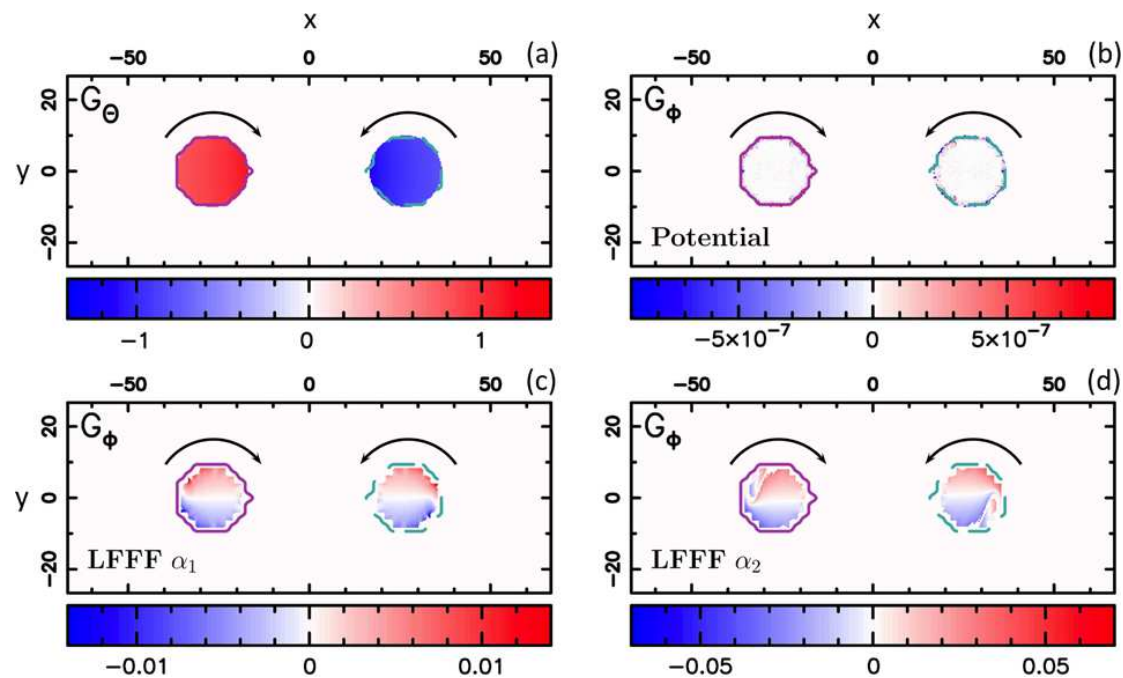 x
x
−50 0 50 (a)
−50 0 50 (b)
G_Θ
G_ϕ
y
20
0
−20
20
0
−20
Potential
−1 0 1
−5×10⁻⁷ 0 5×10⁻⁷
−50 0 50 (c)
−50 0 50 (d)
G_ϕ
G_ϕ
y
20
0
−20
20
0
−20
LFFF α₁
LFFF α₂
−0.01 0 0.01
−0.05 0 0.05